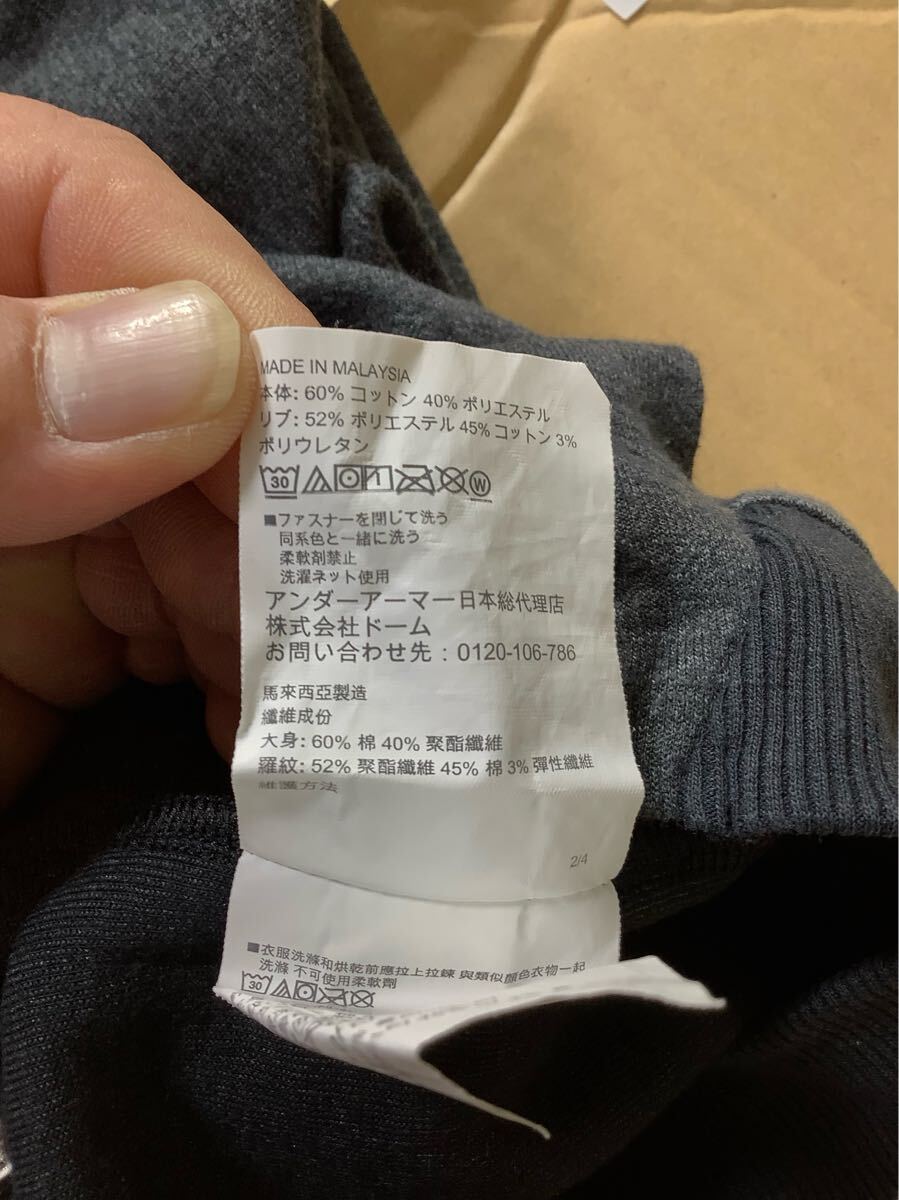 MADE IN MALAYSIA
本体: 60% コットン 40% ポリエステル
リブ: 52% ポリエステル 45% コットン 3%
ポリウレタン
30 W
■ファスナーを閉じて洗う
同系色と一緒に洗う
柔軟剤禁止
洗濯ネット使用
アンダーアーマー日本総代理店
株式会社ドーム
お問い合わせ先：0120-106-786
馬來西亞製造
纖維成份
大身: 60% 棉 40% 聚酯纖維
羅紋: 52% 聚酯纖維 45% 棉 3% 彈性纖維
維護方法
2/4
■衣服洗滌和烘乾前應拉上拉鍊 與類似顏色衣物一起
洗滌 不可使用柔軟劑
30